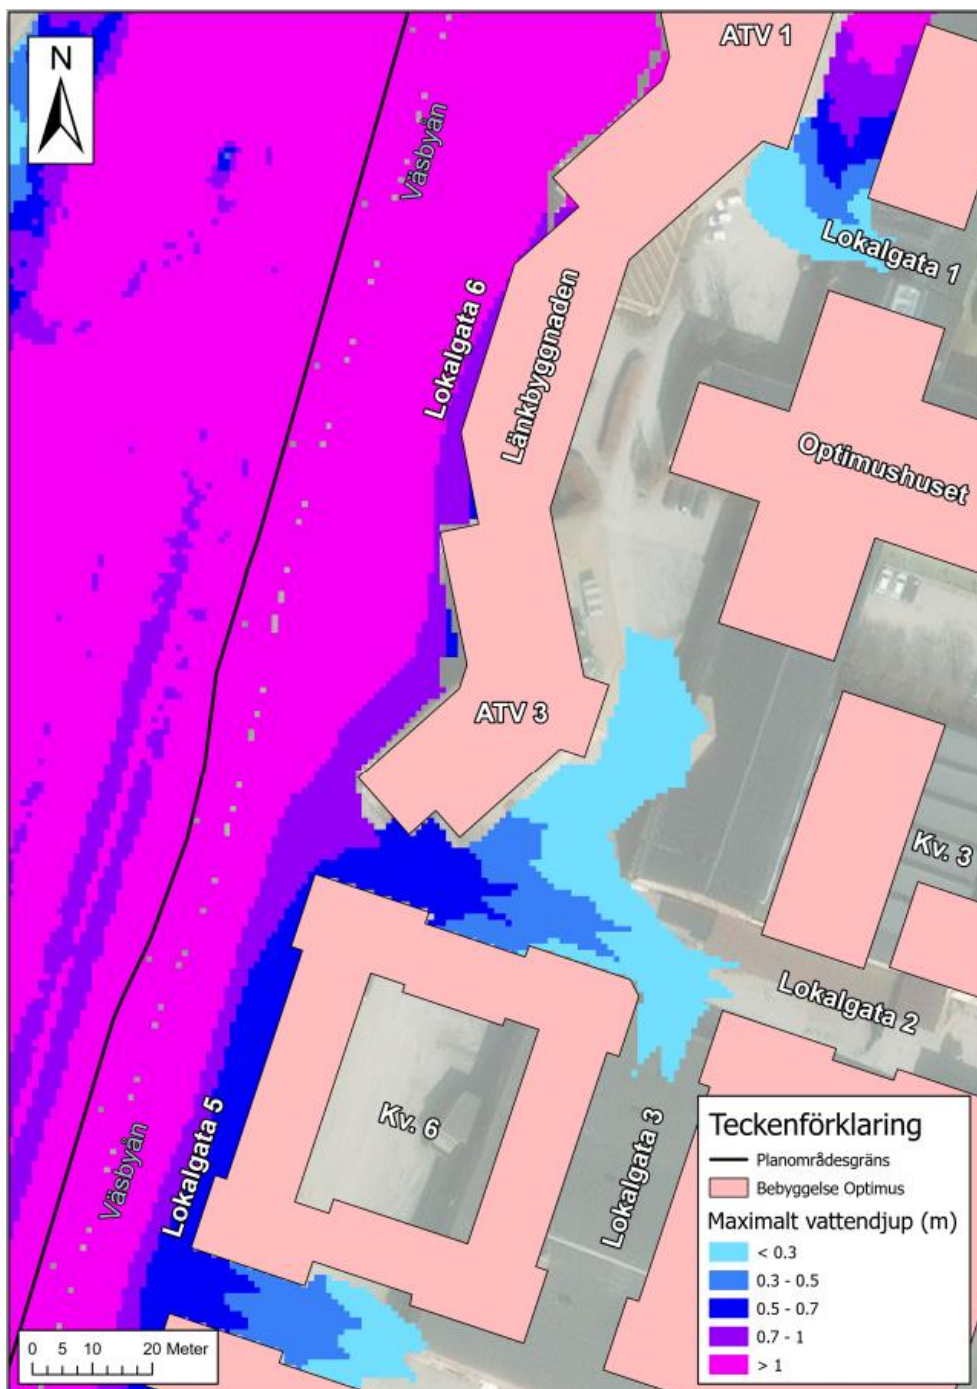 N
ATV 1
Väsbyån
Lokalgata 1
Lokalgata 6
Länkbyggnaden
Optimushuset
ATV 3
Kv. 3
Lokalgata 2
Kv. 6
Lokalgata 5
Lokalgata 3
Väsbyån
Teckenförklaring
Planområdesgräns
Bebyggelse Optimus
Maximalt vattendjup (m)
< 0.3
0.3 - 0.5
0.5 - 0.7
0.7 - 1
> 1
0 5 10 20 Meter